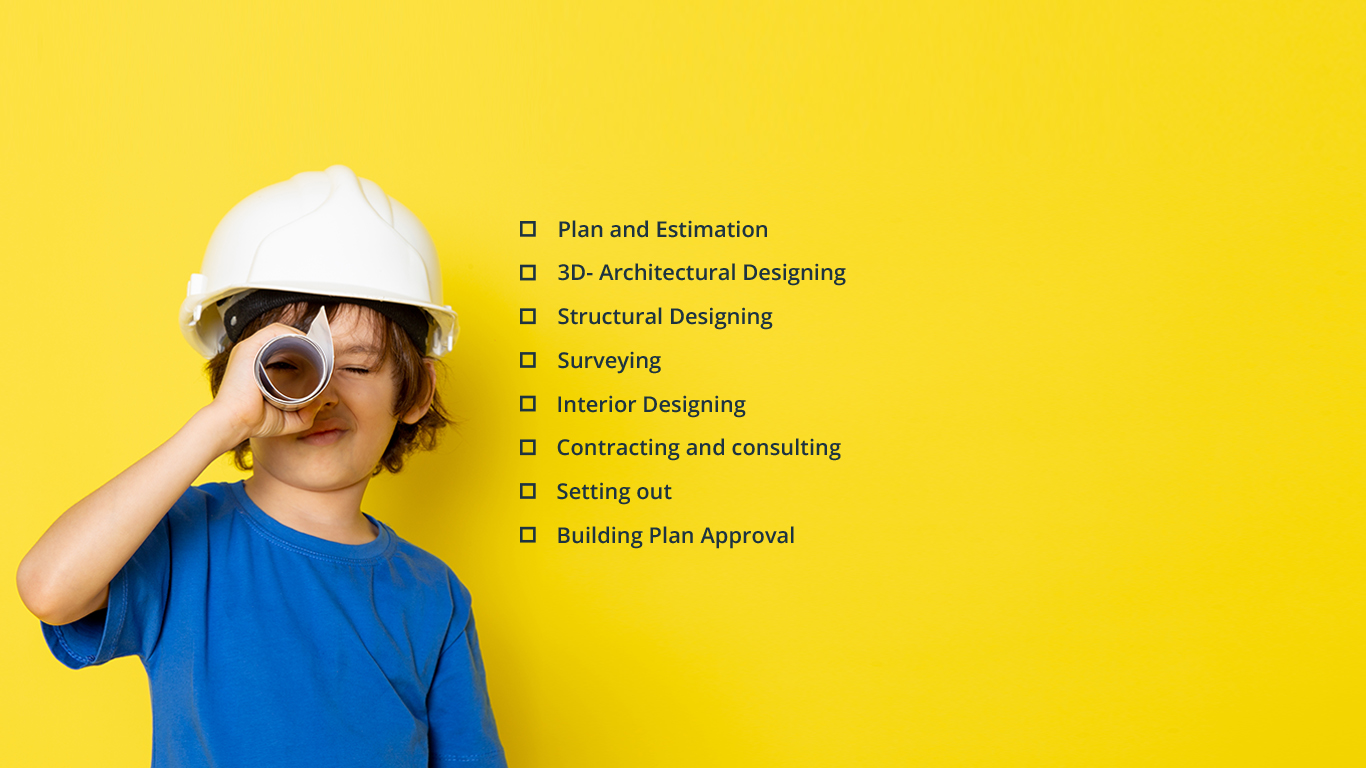 Plan and Estimation
3D- Architectural Designing
Structural Designing
Surveying
Interior Designing
Contracting and consulting
Setting out
Building Plan Approval